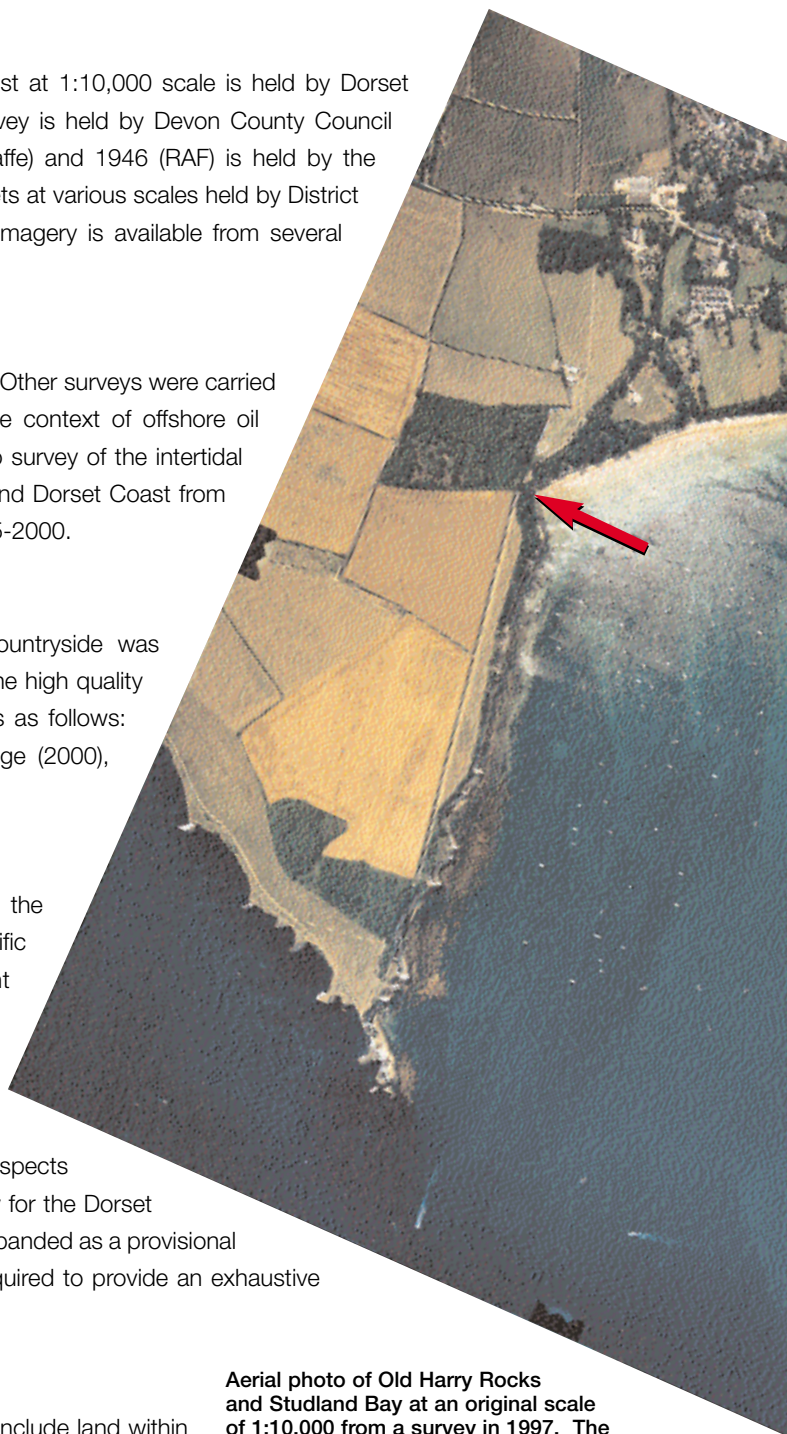 st at 1:10,000 scale is held by Dorset
vey is held by Devon County Council
affe) and 1946 (RAF) is held by the
ts at various scales held by District
magery is available from several
Other surveys were carried
e context of offshore oil
o survey of the intertidal
nd Dorset Coast from
5-2000.
ountryside was
he high quality
s as follows:
ge (2000),
the
ific
nt
spects
for the Dorset
panded as a provisional
quired to provide an exhaustive
nclude land within
Aerial photo of Old Harry Rocks
and Studland Bay at an original scale
of 1:10,000 from a survey in 1997. The